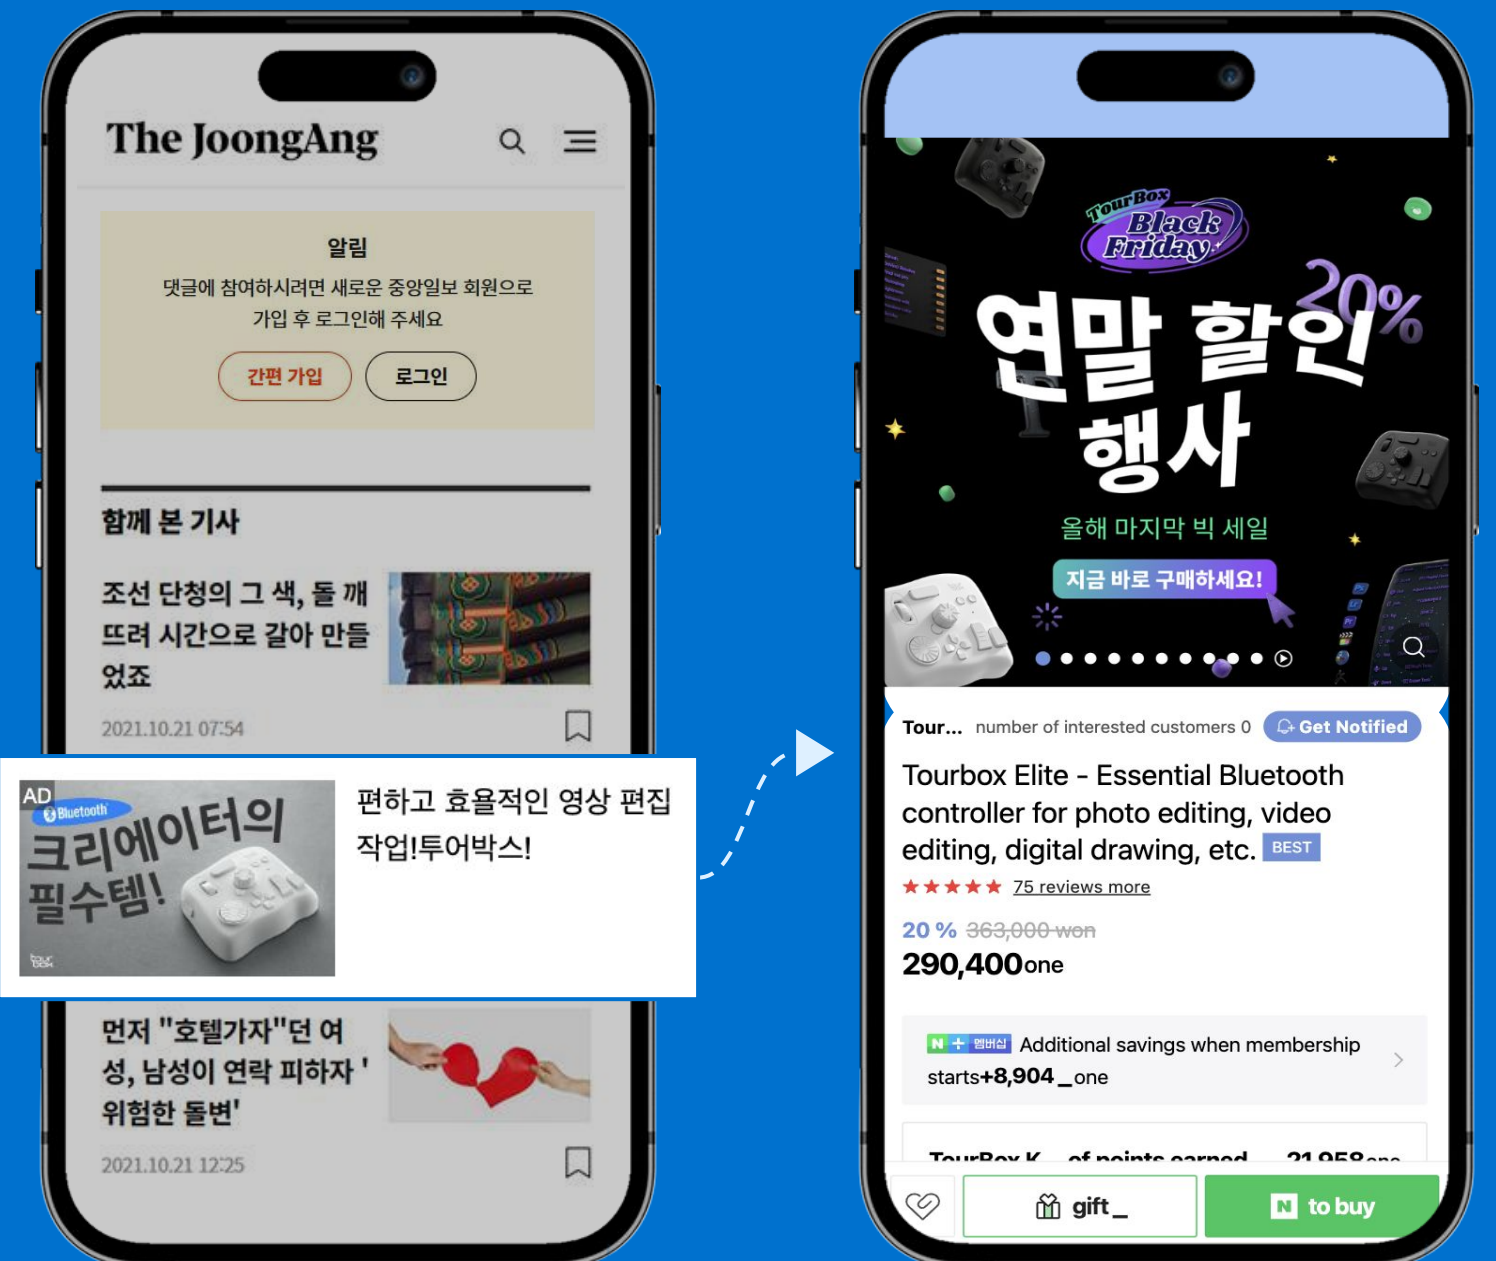 The JoongAng
알림
댓글에 참여하시려면 새로운 중앙일보 회원으로
가입 후 로그인해 주세요
간편 가입
로그인
함께 본 기사
조선 단청의 그 색, 돌 깨
뜨려 시간으로 갈아 만들
었죠
2021.10.21 07:54
AD
Bluetooth
크리에이터의
필수템!
tour
box
편하고 효율적인 영상 편집
작업!투어박스!
먼저 "호텔가자"던 여
성, 남성이 연락 피하자 '
위험한 돌변'
2021.10.21 12:25
TourBox
Black
Friday
20%
연말 할인
행사
올해 마지막 빅 세일
지금 바로 구매하세요!
Tour... number of interested customers 0 Get Notified
Tourbox Elite - Essential Bluetooth
controller for photo editing, video
editing, digital drawing, etc. BEST
75 reviews more
20 % 363,000 won
290,400one
N + 멤버십 Additional savings when membership
starts+8,904 _ one
TourBox K... of points earned 21,958one
gift _
N to buy